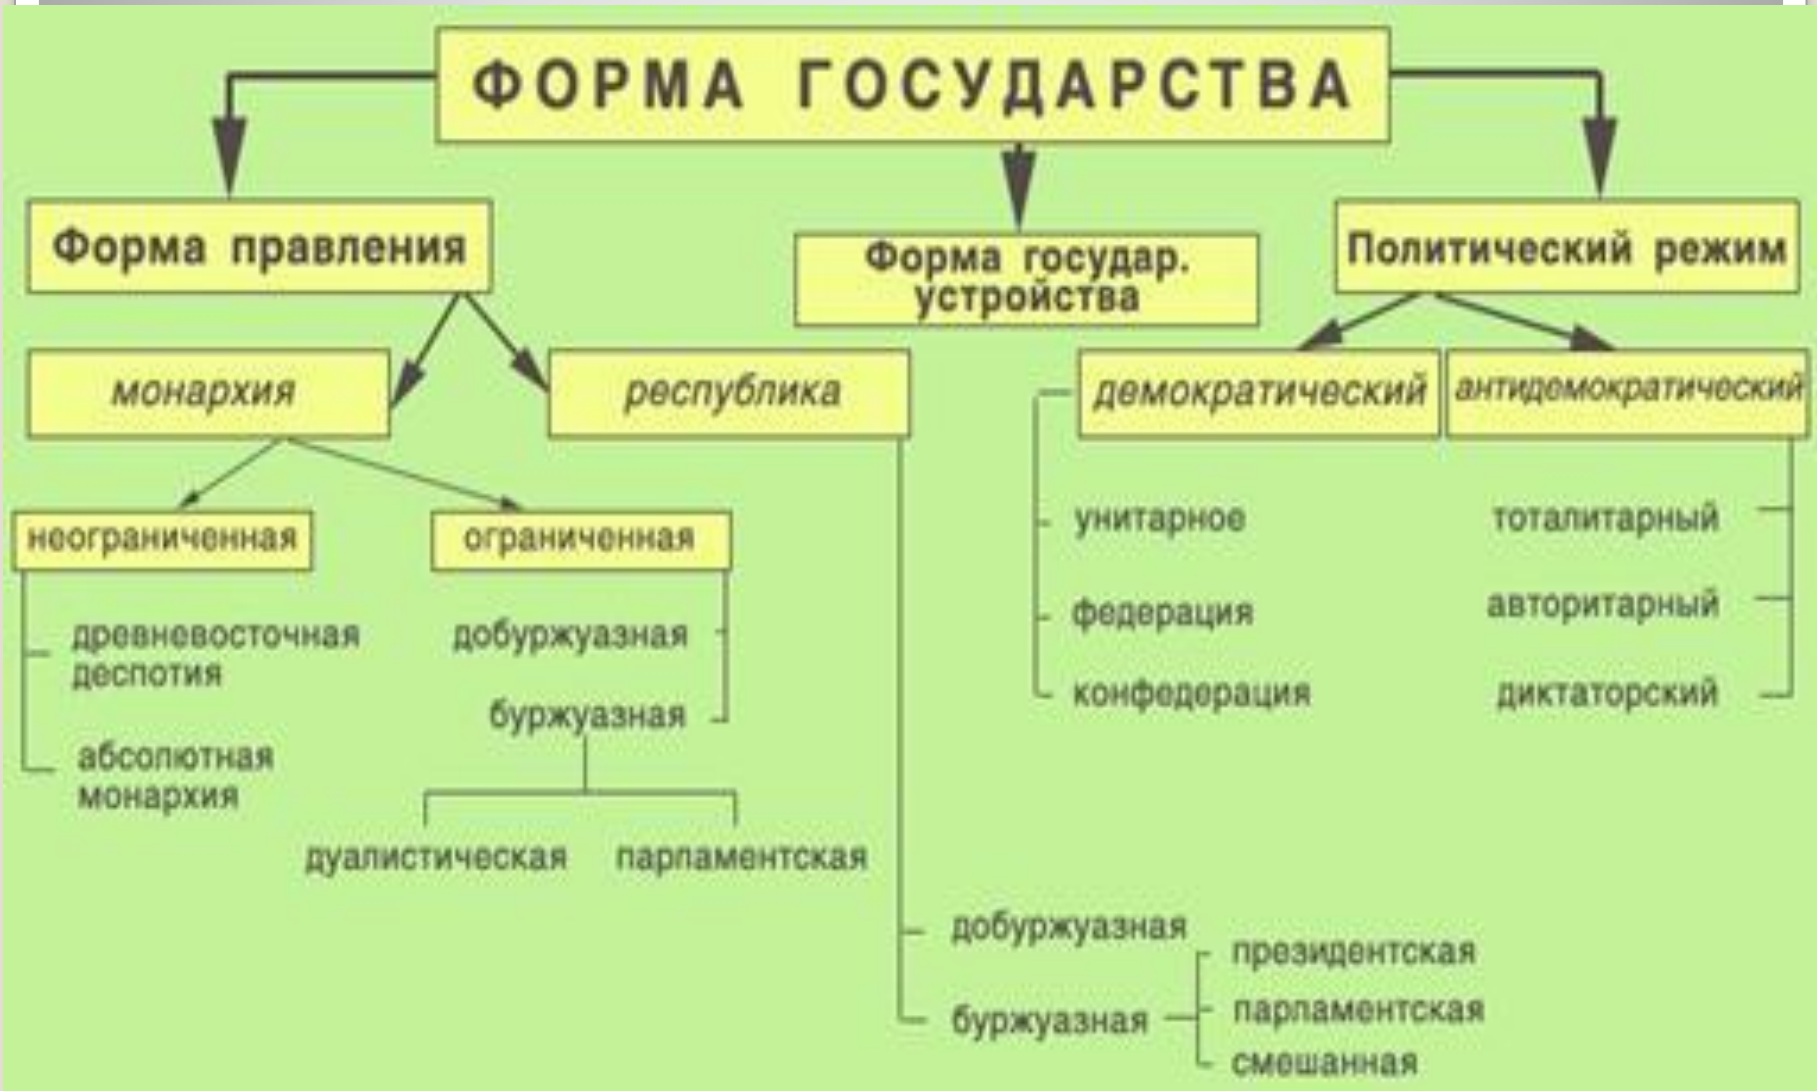 ФОРМА ГОСУДАРСТВА
Форма правления
Форма государ.
устройства
Политический режим
монархия
республика
демократический
антидемократический
неограниченная
ограниченная
унитарное
тоталитарный
древневосточная
деспотия
добуржуазная
федерация
авторитарный
буржуазная
конфедерация
диктаторский
абсолютная
монархия
дуалистическая
парламентская
добуржуазная
президентская
буржуазная
парламентская
смешанная